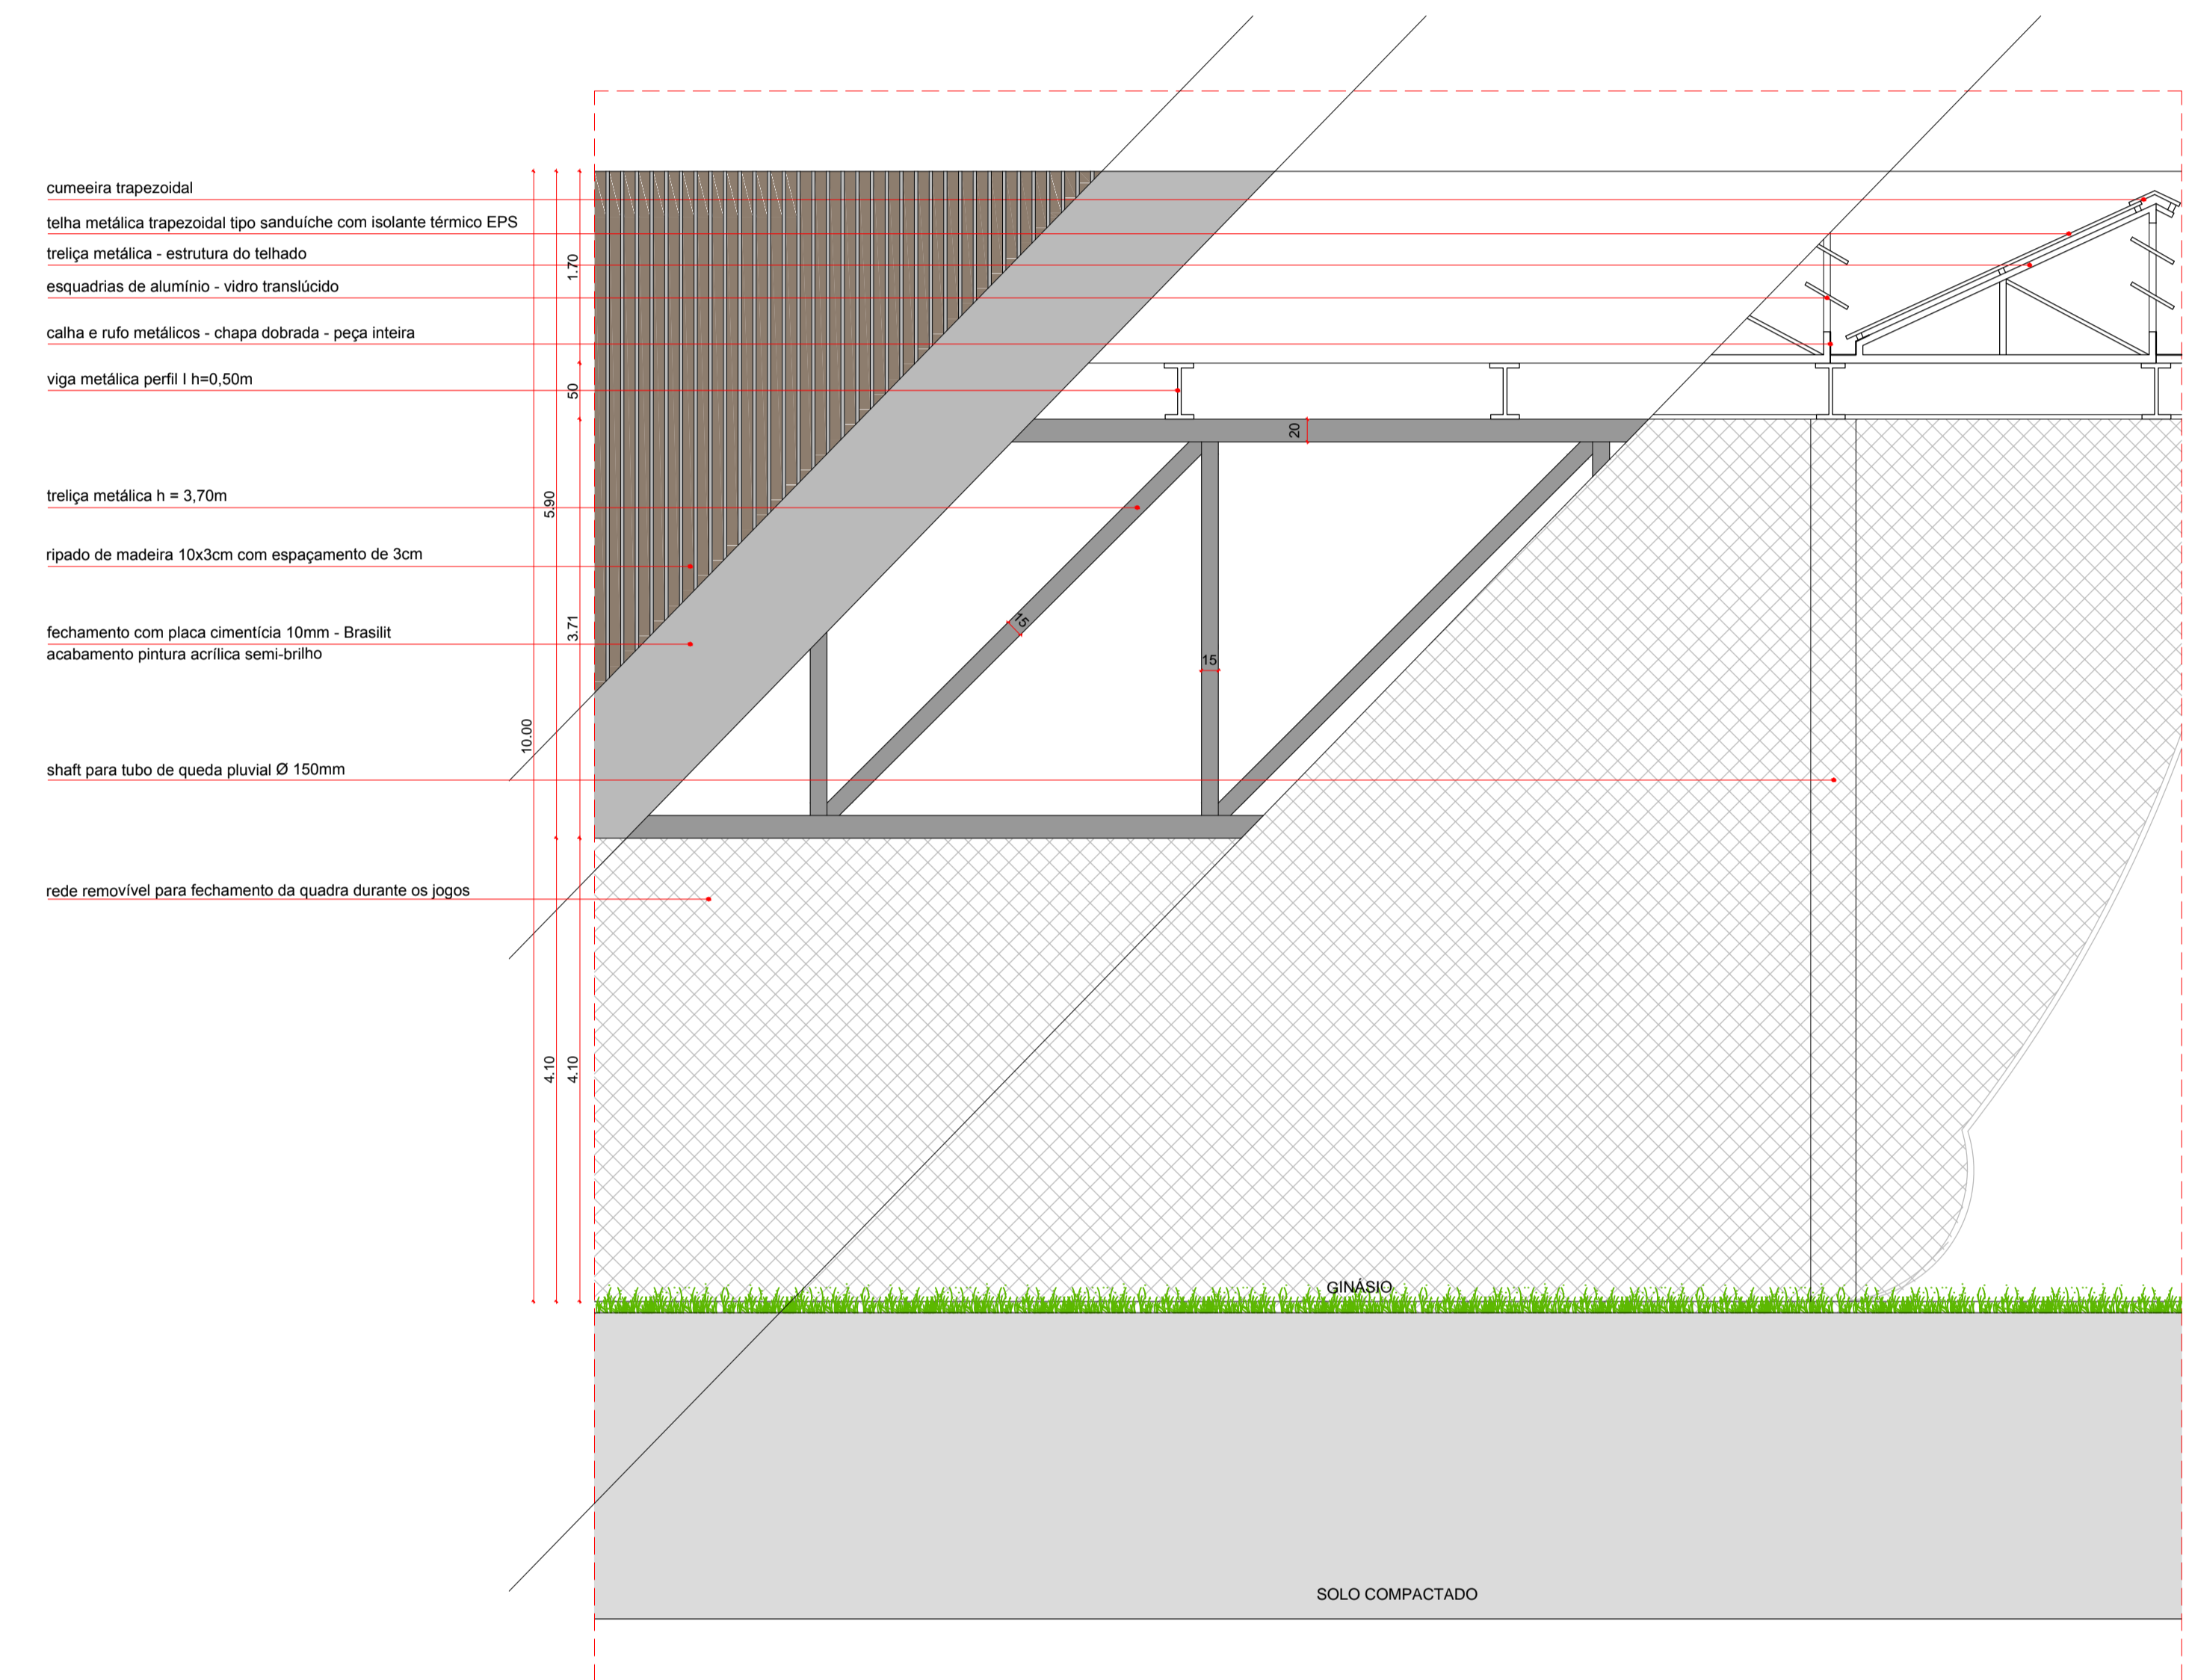 cumeeira trapezoidal
telha metálica trapezoidal tipo sanduíche com isolante térmico EPS
treliça metálica - estrutura do telhado
esquadrias de alumínio - vidro translúcido
calha e rufo metálicos - chapa dobrada - peça inteira
viga metálica perfil I h=0,50m
treliça metálica h = 3,70m
ripado de madeira 10x3cm com espaçamento de 3cm
fechamento com placa cimentícia 10mm - Brasilit
acabamento pintura acrílica semi-brilho
shaft para tubo de queda pluvial Ø 150mm
rede removível para fechamento da quadra durante os jogos
10.00
5.90
4.10
1.70
50
3.71
4.10
20
15
15
GINÁSIO
SOLO COMPACTADO